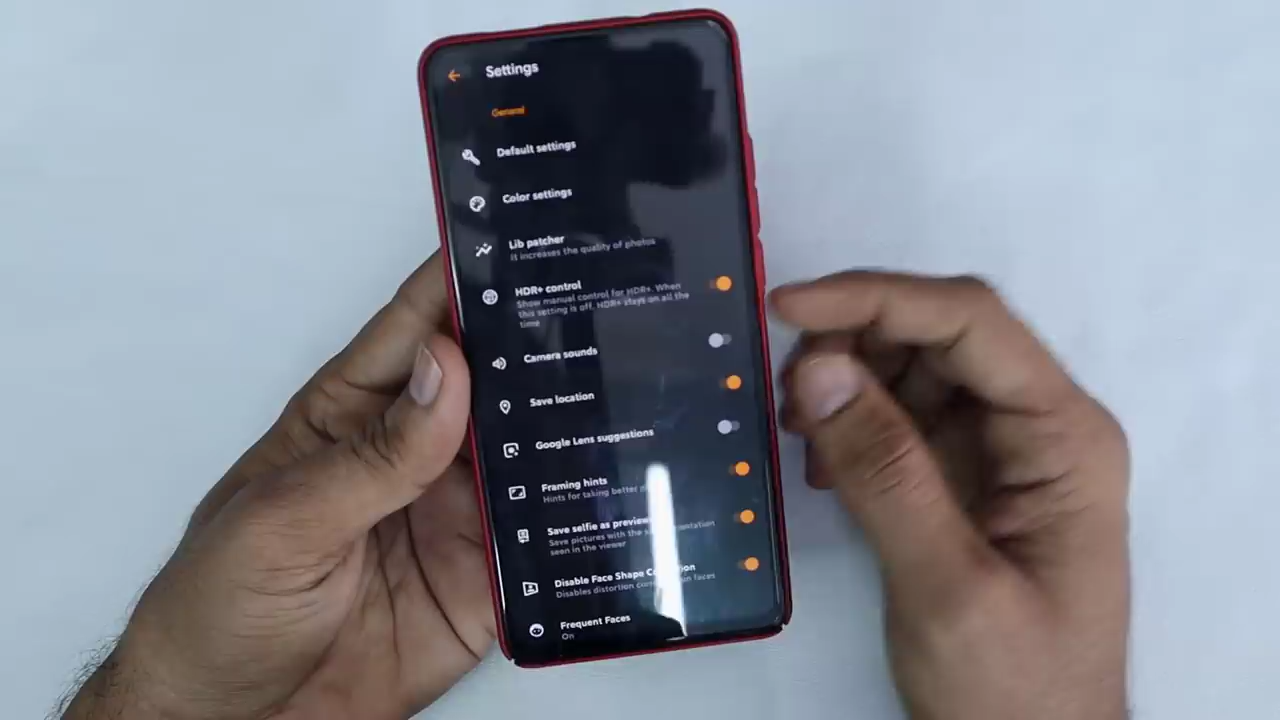 Settings
General
Default settings
Color settings
Lib patcher
It increases the quality of photos
HDR+ control
Show manual control for HDR+. When
this setting is off, HDR+ stays on all the
time
Camera sounds
Save location
Google Lens suggestions
Framing hints
Hints for taking better
Save selfie as preview
Save pictures with the
seen in the viewer
Disable Face Shape
Disables distortion faces
Frequent Faces
On